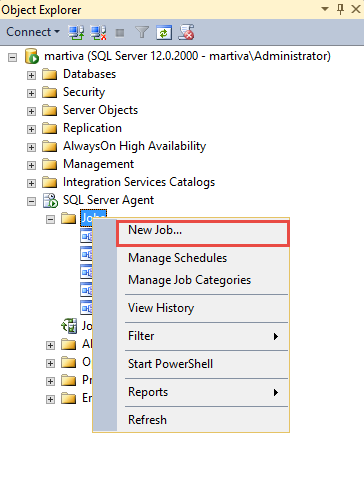 Object Explorer
Connect
martiva (SQL Server 12.0.2000 - martiva\Administrator)
Databases
Security
Server Objects
Replication
AlwaysOn High Availability
Management
Integration Services Catalogs
SQL Server Agent
Jobs
New Job...
Manage Schedules
Manage Job Categories
View History
Filter
Start PowerShell
Reports
Refresh